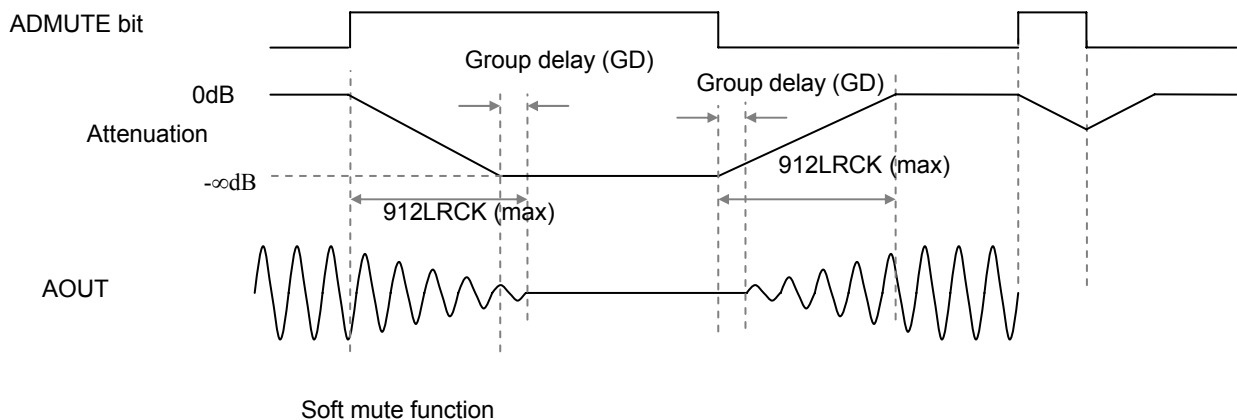 ADMUTE bit
Group delay (GD)
Group delay (GD)
0dB
Attenuation
912LRCK (max)
-∞dB
912LRCK (max)
AOUT
Soft mute function